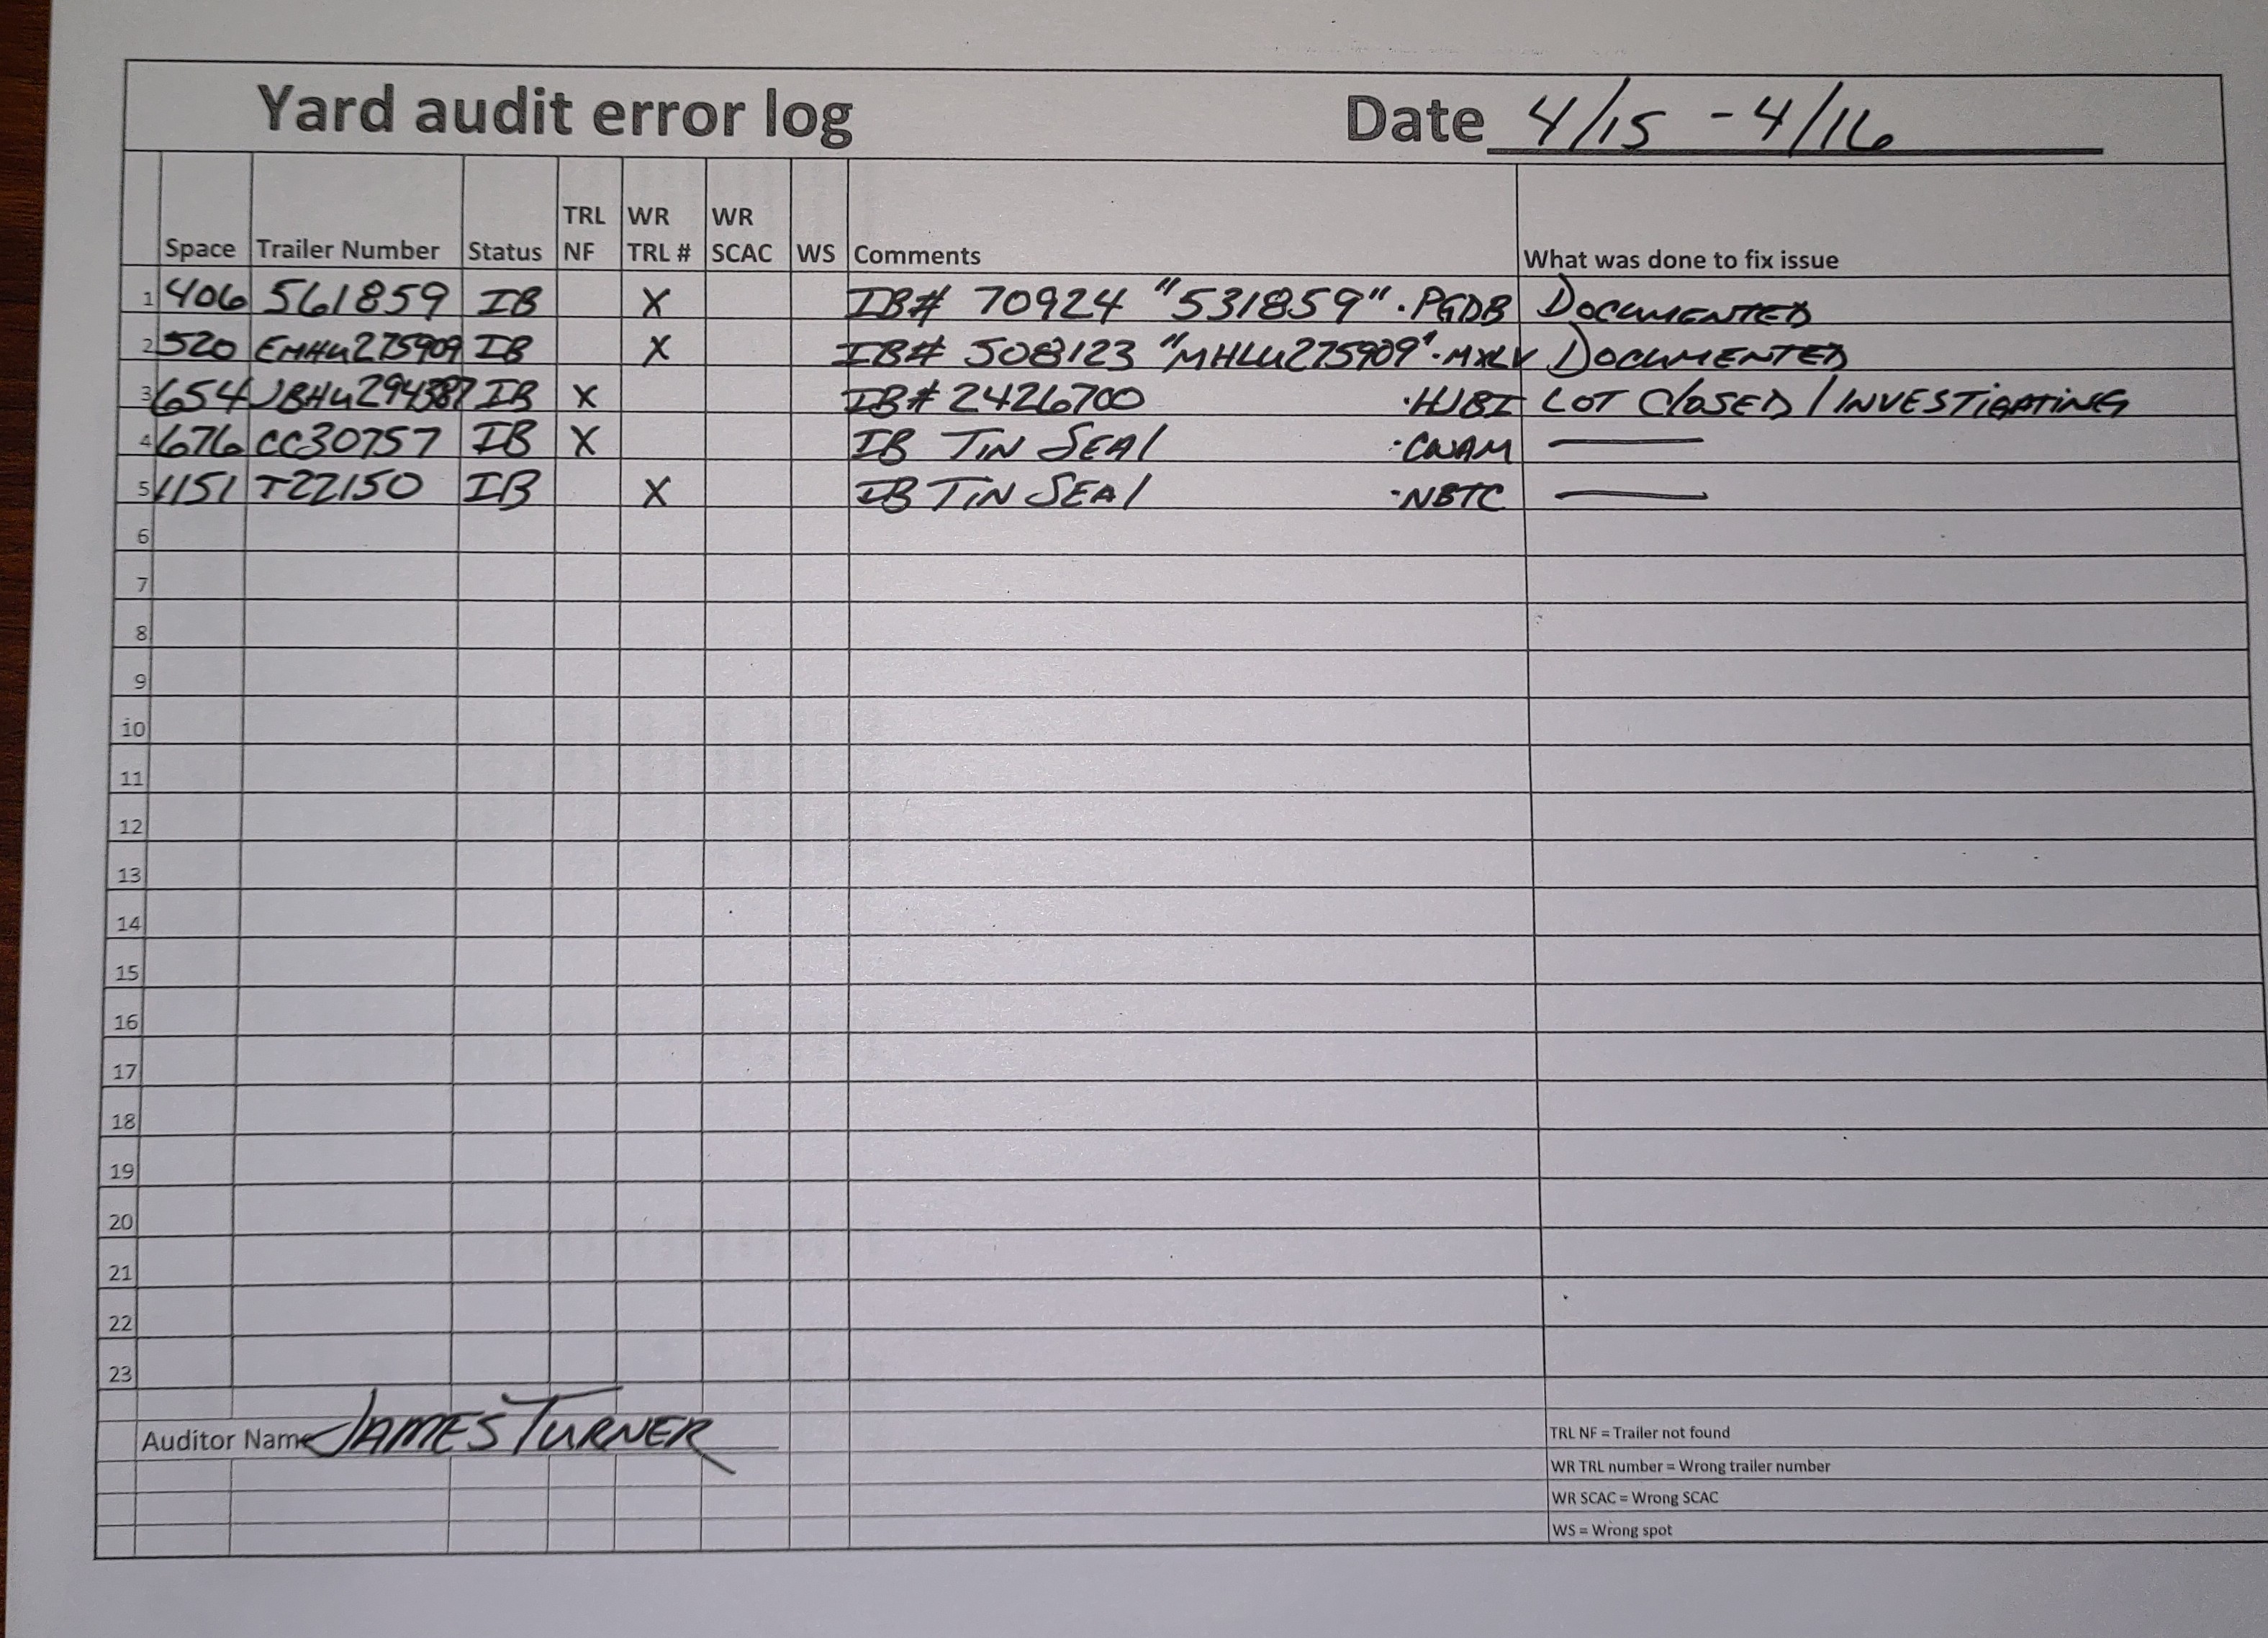 Yard audit error log Date 4/15 - 4/16
Space Trailer Number Status TRL NF WR TRL # WR SCAC WS Comments What was done to fix issue
1 406 561859 IB X IB# 70924 "531859" · PGDB DOCUMENTED
2 520 EMHU275909 IB X IB# 508123 "MHLU275909" · MXLV DOCUMENTED
3 654 IB X IB# 2426700 · HJBI LOT CLOSED / INVESTIGATING
4 676 CC30757 IB X IB TIN SEAL · CWAM —
5 1151 T22150 IB X IB TIN SEAL - NBTC —
6
7
8
9
10
11
12
13
14
15
16
17
18
19
20
21
22
23
Auditor Name JAMES TURNER
TRL NF = Trailer not found
WR TRL number = Wrong trailer number
WR SCAC = Wrong SCAC
WS = Wrong spot